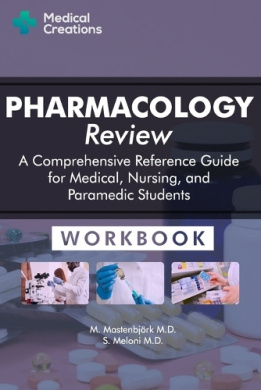 Medical
Creations
PHARMACOLOGY
Review
A Comprehensive Reference Guide
for Medical, Nursing, and
Paramedic Students
WORKBOOK
M. Mastenbjörk M.D.
S. Meloni M.D.